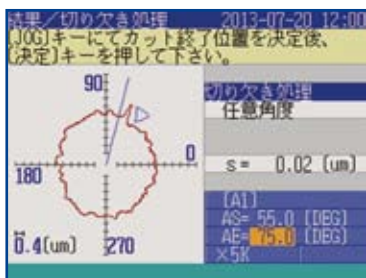 結果／切り欠き処理 2013-07-20 12:00
[JOG]キーにてカット終了位置を決定後、
[決定]キーを押して下さい。
90
切り欠き処理
任意角度
0
180
s= 0.02 (um)
(A1)
AS= 55.0 (DEG)
AE= 75.0 (DEG)
×5K
0.4(um)
270